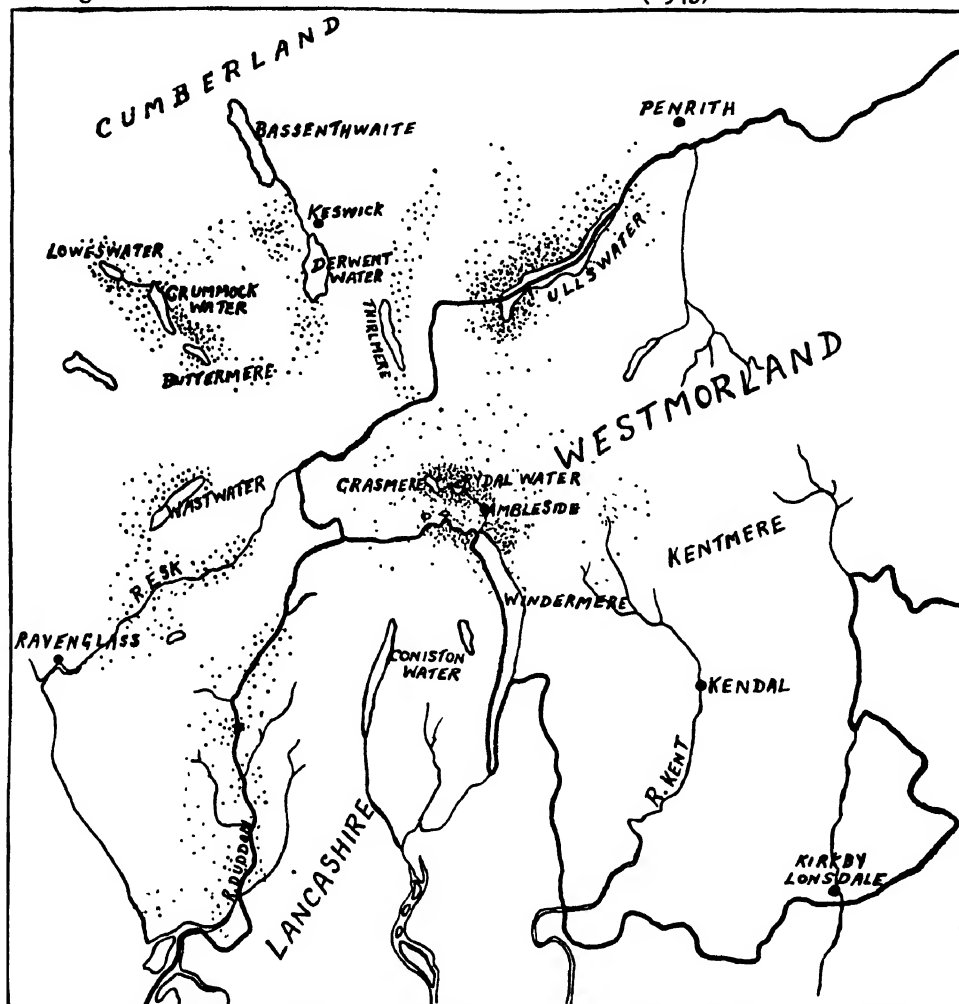 CUMBERLAND
PENRITH
BASSENTHWAITE
KESWICK
LOWESWATER
DERWENT
WATER
CRUMMOCK
WATER
ULLSWATER
THIRLMERE
BUTTERMERE
WESTMORLAND
WASTWATER
GRASMERE
RYDAL WATER
AMBLESIDE
KENTMERE
R. ESK
WINDERMERE
RAVENGLASS
CONISTON
WATER
KENDAL
R. KENT
R. DUDDON
LANCASHIRE
KIRKBY
LONSDALE